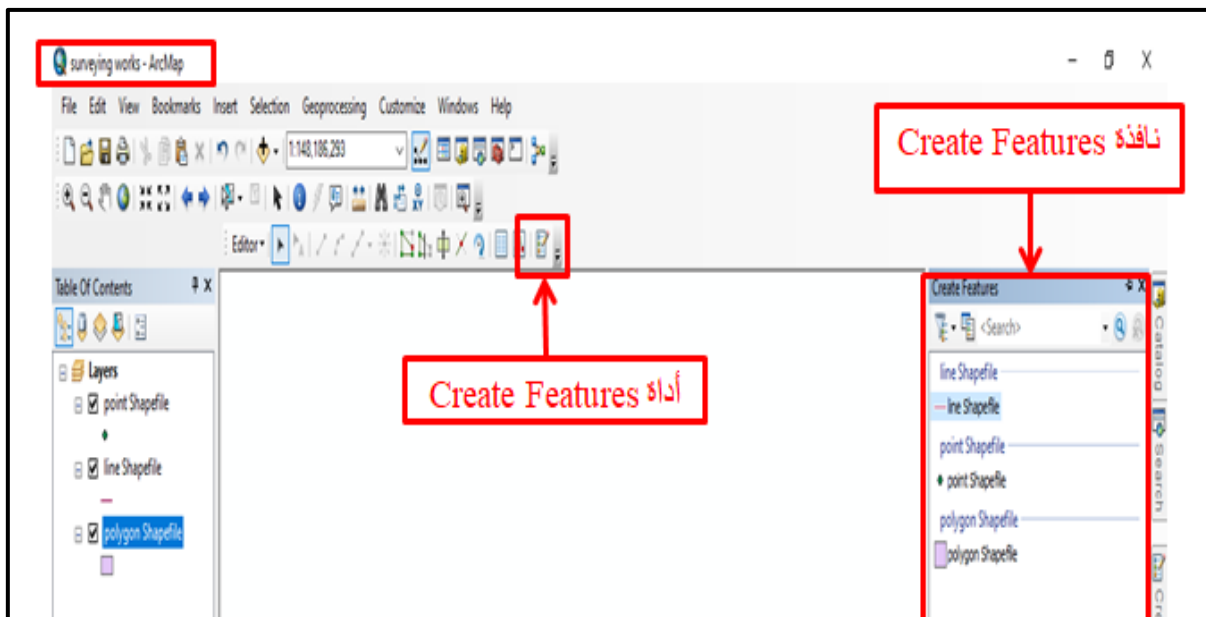 surveying works - ArcMap
File Edit View Bookmarks Insert Selection Geoprocessing Customize Windows Help
1:148,186,293
نافذة Create Features
Editor
Table Of Contents
Create Features
<Search>
Layers
point Shapefile
line Shapefile
polygon Shapefile
أداة Create Features
line Shapefile
line Shapefile
point Shapefile
point Shapefile
polygon Shapefile
polygon Shapefile
Catalog
Search
Cre